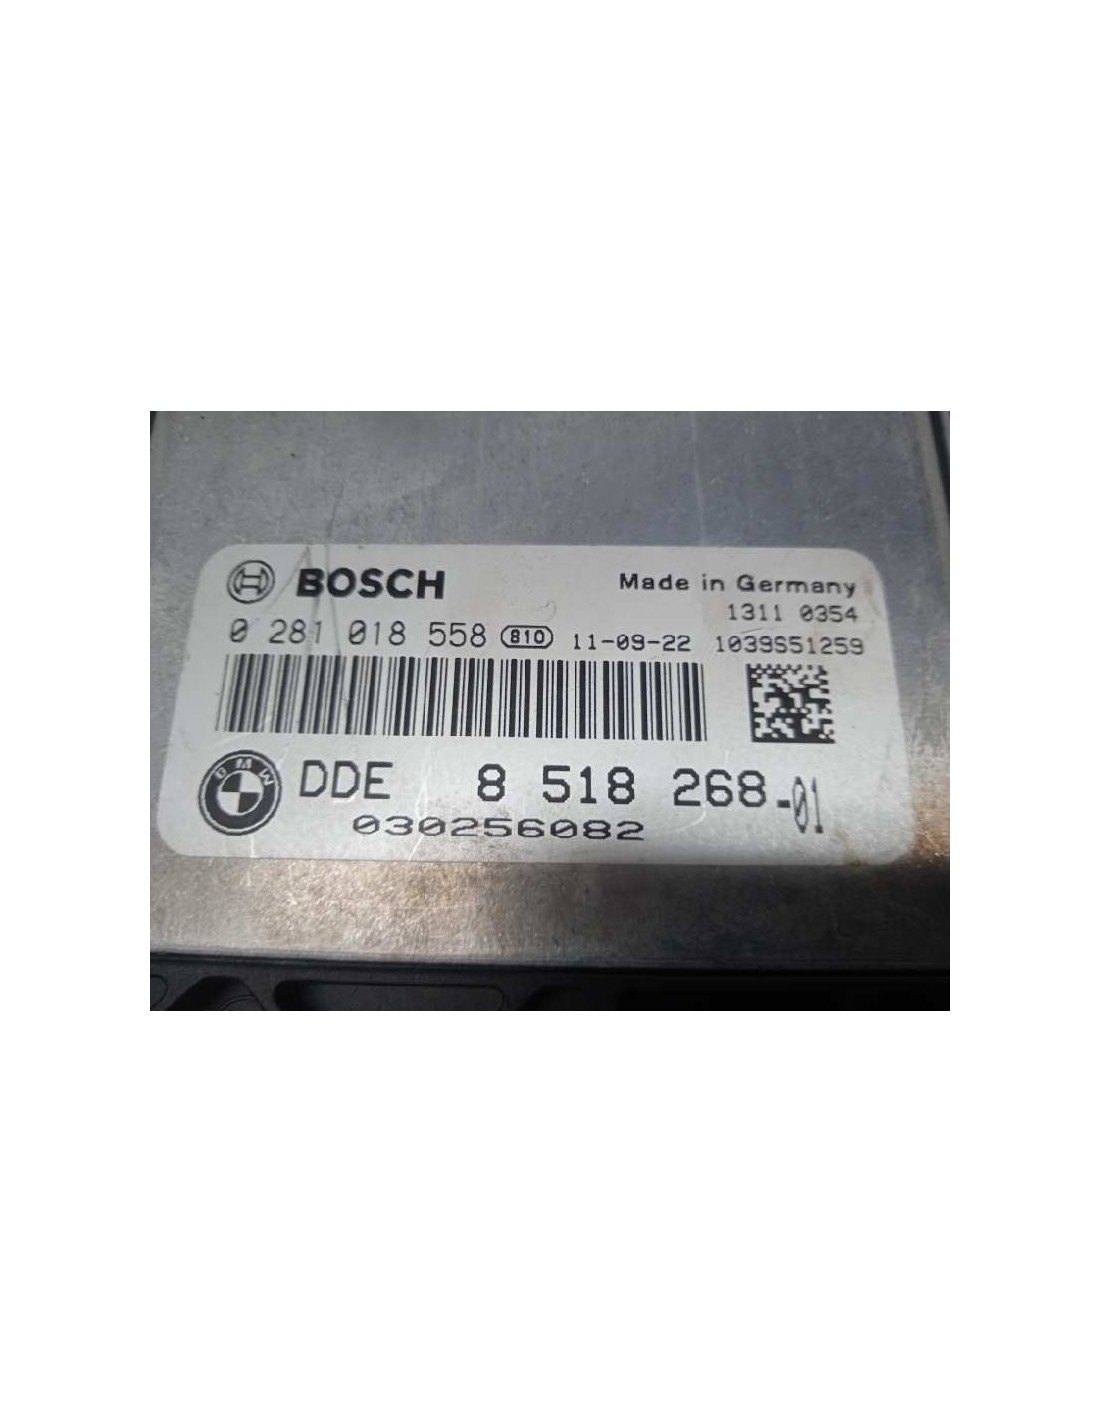 BOSCH Made in Germany
1311 0354
0 281 018 558 810 11-09-22 1039S51259
BMW DDE 8 518 268-01
030256082